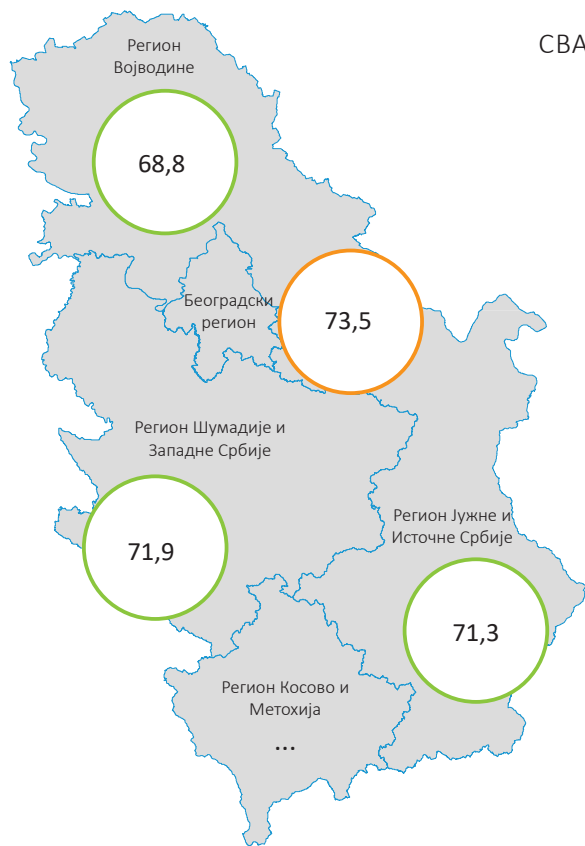 СВА
Регион
Војводине
68,8
Београдски
регион
73,5
Регион Шумадије и
Западне Србије
71,9
Регион Јужне и
Источне Србије
71,3
Регион Косово и
Метохија
...